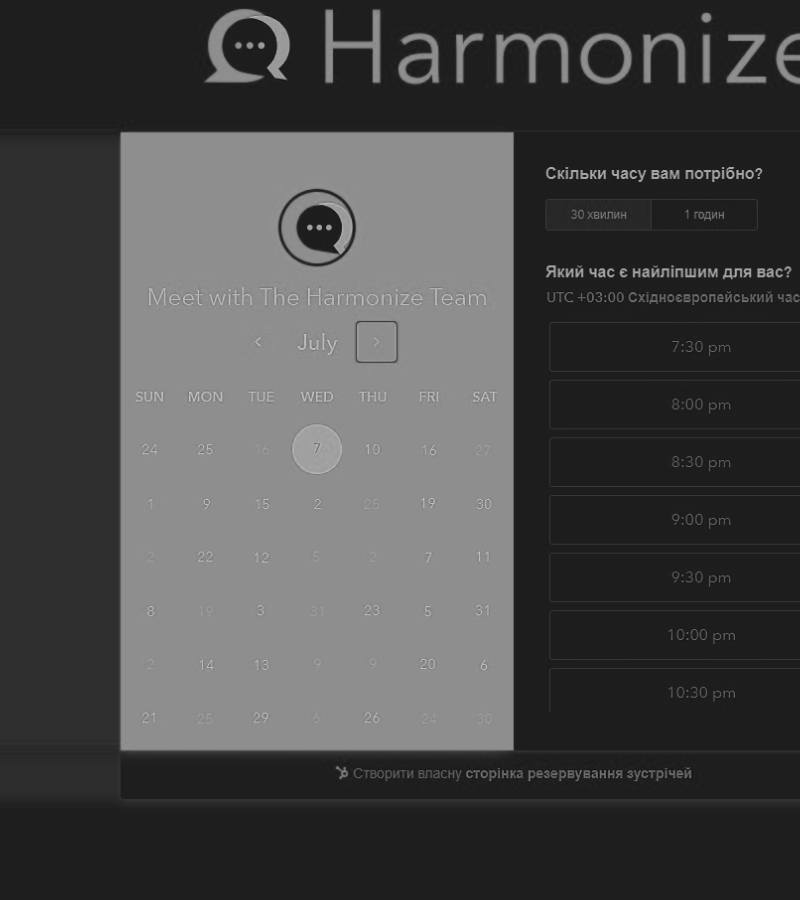 Harmonize
Meet with The Harmonize Team
July
SUN MON TUE WED THU FRI SAT
24 25 16 7 10 16 27
1 9 15 2 25 19 30
2 22 12 5 2 7 11
8 19 3 31 23 5 31
2 14 13 9 9 20 6
21 25 29 6 26 24 30
Скільки часу вам потрібно?
30 хвилин 1 годин
Який час є найліпшим для вас?
UTC +03:00 Східноєвропейський час
7:30 pm
8:00 pm
8:30 pm
9:00 pm
9:30 pm
10:00 pm
10:30 pm
Створити власну сторінка резервування зустрічей